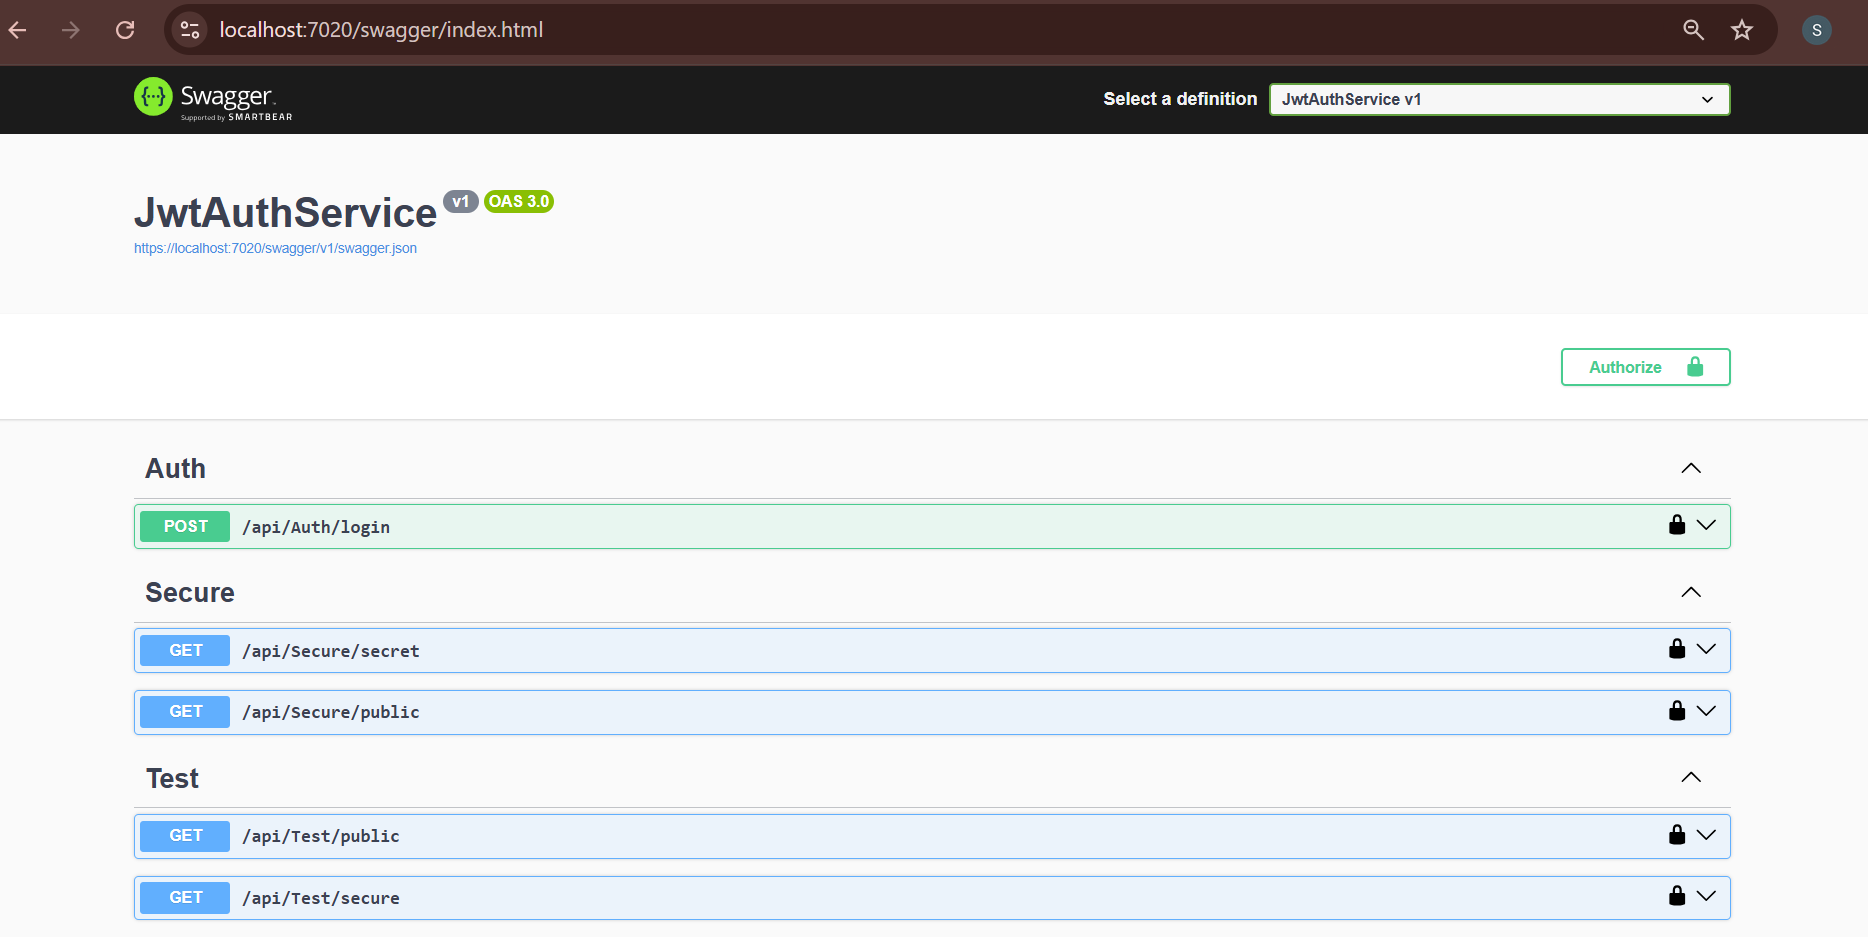 localhost:7020/swagger/index.html
S
Swagger
Supported by SMARTBEAR
Select a definition
JwtAuthService v1
JwtAuthService v1 OAS 3.0
https://localhost:7020/swagger/v1/swagger.json
Authorize
Auth
POST /api/Auth/login
Secure
GET /api/Secure/secret
GET /api/Secure/public
Test
GET /api/Test/public
GET /api/Test/secure